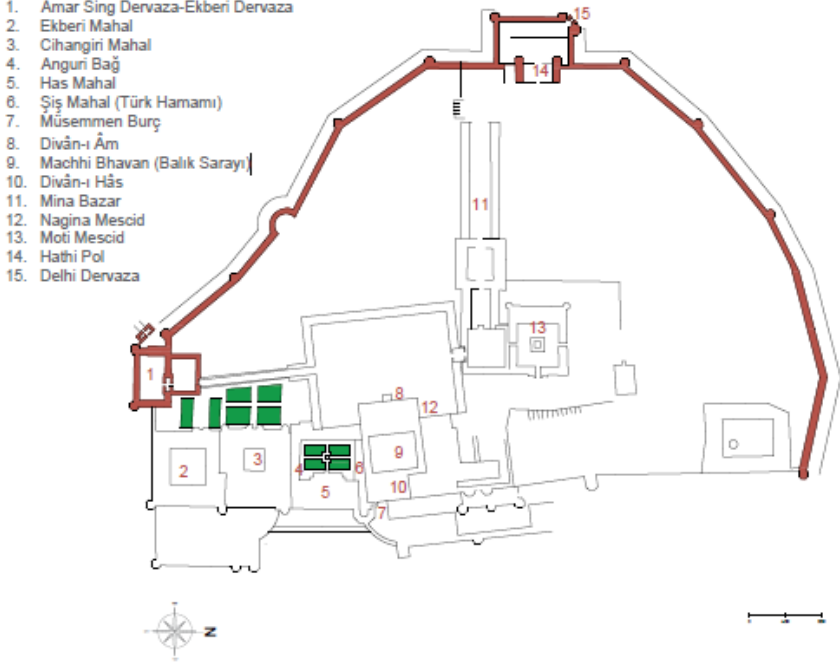 1. Amar Sing Dervaza-Ekberi Dervaza
2. Ekberi Mahal
3. Cihangiri Mahal
4. Anguri Bağ
5. Has Mahal
6. Şiş Mahal (Türk Hamamı)
7. Müsemmen Burç
8. Divân-ı Âm
9. Machhi Bhavan (Balık Sarayı)
10. Divân-ı Hâs
11. Mina Bazar
12. Nagina Mescid
13. Moti Mescid
14. Hathi Pol
15. Delhi Dervaza
15
14
11
13
1
8
12
2
3
4
6
9
5
10
7
N